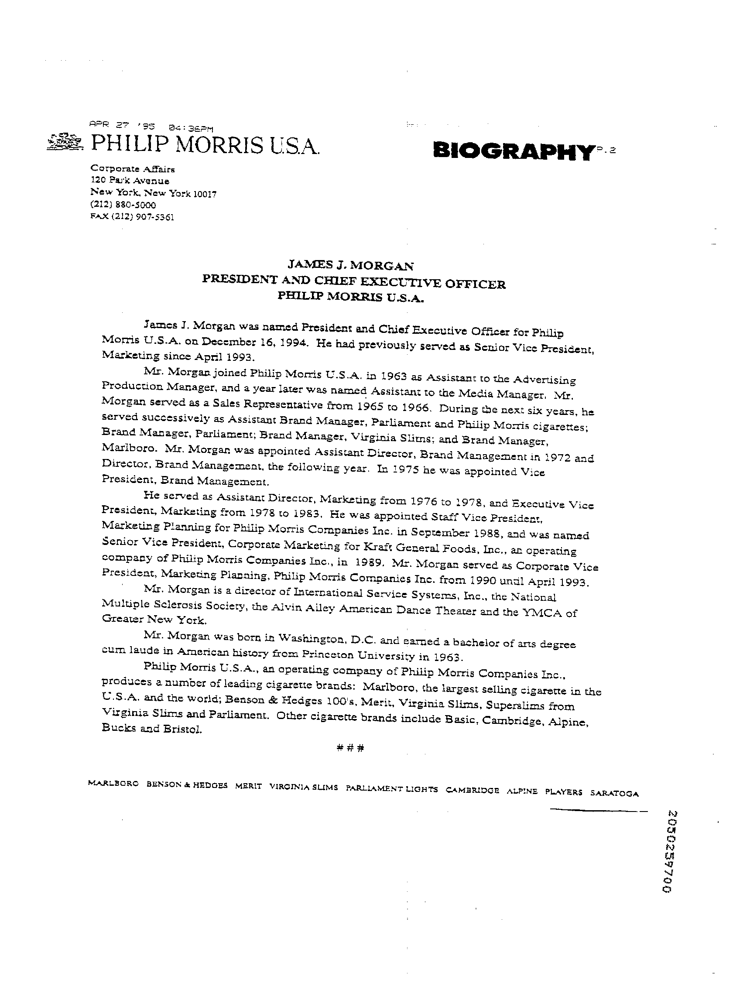 APR 27 '95 04:36PM
PHILIP MORRIS U.S.A.
BIOGRAPHY P.2
Corporate Affairs
120 Park Avenue
New York, New York 10017
(212) 880-5000
FAX (212) 907-5361
JAMES J. MORGAN
PRESIDENT AND CHIEF EXECUTIVE OFFICER
PHILIP MORRIS U.S.A.
James J. Morgan was named President and Chief Executive Officer for Philip
Morris U.S.A. on December 16, 1994. He had previously served as Senior Vice President,
Marketing since April 1993.
Mr. Morgan joined Philip Morris U.S.A. in 1963 as Assistant to the Advertising
Production Manager, and a year later was named Assistant to the Media Manager. Mr.
Morgan served as a Sales Representative from 1965 to 1966. During the next six years, he
served successively as Assistant Brand Manager, Parliament and Philip Morris cigarettes;
Brand Manager, Parliament; Brand Manager, Virginia Slims; and Brand Manager,
Marlboro. Mr. Morgan was appointed Assistant Director, Brand Management in 1972 and
Director, Brand Management, the following year. In 1975 he was appointed Vice
President, Brand Management.
He served as Assistant Director, Marketing from 1976 to 1978, and Executive Vice
President, Marketing from 1978 to 1983. He was appointed Staff Vice President,
Marketing Planning for Philip Morris Companies Inc. in September 1988, and was named
Senior Vice President, Corporate Marketing for Kraft General Foods, Inc., an operating
company of Philip Morris Companies Inc., in 1989. Mr. Morgan served as Corporate Vice
President, Marketing Planning, Philip Morris Companies Inc. from 1990 until April 1993.
Mr. Morgan is a director of International Service Systems, Inc., the National
Multiple Sclerosis Society, the Alvin Ailey American Dance Theater and the YMCA of
Greater New York.
Mr. Morgan was born in Washington, D.C. and earned a bachelor of arts degree
cum laude in American history from Princeton University in 1963.
Philip Morris U.S.A., an operating company of Philip Morris Companies Inc.,
produces a number of leading cigarette brands: Marlboro, the largest selling cigarette in the
U.S.A. and the world; Benson & Hedges 100's, Merit, Virginia Slims, Superslims from
Virginia Slims and Parliament. Other cigarette brands include Basic, Cambridge, Alpine,
Bucks and Bristol.
# # #
MARLBORO BENSON & HEDGES MERIT VIRGINIA SLIMS PARLIAMENT LIGHTS CAMBRIDGE ALPINE PLAYERS SARATOGA
2050259700